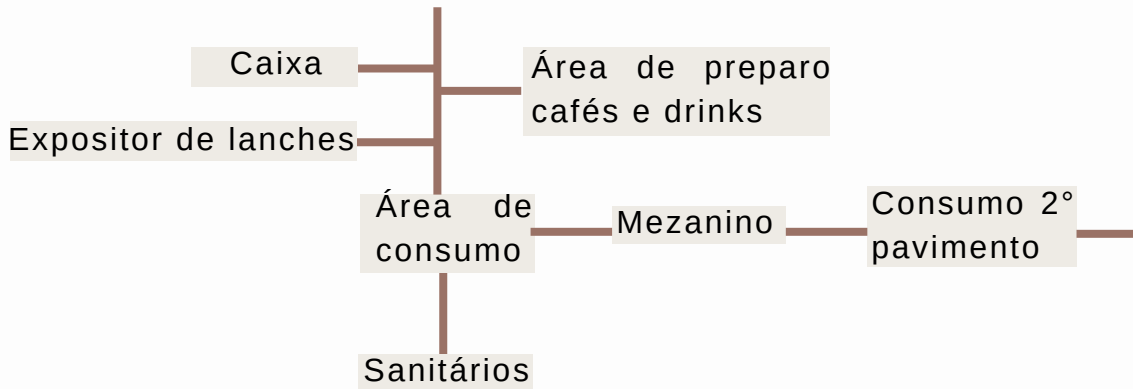 Caixa
Área de preparo
cafés e drinks
Expositor de lanches
Área de
consumo
Mezanino
Consumo 2°
pavimento
Sanitários